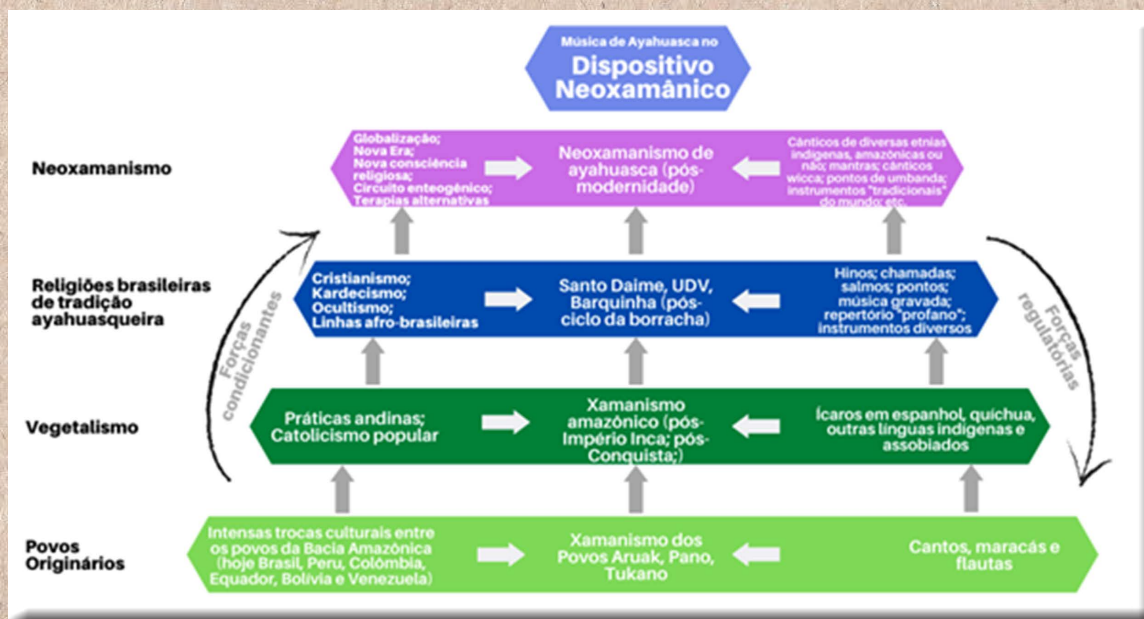 Música de Ayahuasca no
Dispositivo
Neoxamânico
Neoxamanismo
Globalização;
Nova Era;
Nova consciência
religiosa;
Circuito enteogênico;
Terapias alternativas
Neoxamanismo de
ayahuasca (pós-
modernidade)
Cânticos de diversas etnias
indígenas, amazônicas ou
não; mantras; cânticos
wicca; pontos de umbanda;
instrumentos "tradicionais"
do mundo; etc.
Religiões brasileiras
de tradição
ayahuasqueira
Cristianismo;
Kardecismo;
Ocultismo;
Linhas afro-brasileiras
Santo Daime, UDV,
Barquinha (pós-
ciclo da borracha)
Hinos; chamadas;
salmos; pontos;
música gravada;
repertório "profano";
instrumentos diversos
Forças
condicionantes
Forças
regulatórias
Vegetalismo
Práticas andinas;
Catolicismo popular
Xamanismo
amazônico (pós-
Império Inca; pós-
Conquista;)
Ícaros em espanhol, quíchua,
outras línguas indígenas e
assobiados
Povos
Originários
Intensas trocas culturais entre
os povos da Bacia Amazônica
(hoje Brasil, Peru, Colômbia,
Equador, Bolívia e Venezuela)
Xamanismo dos
Povos Aruak, Pano,
Tukano
Cantos, maracás e
flautas